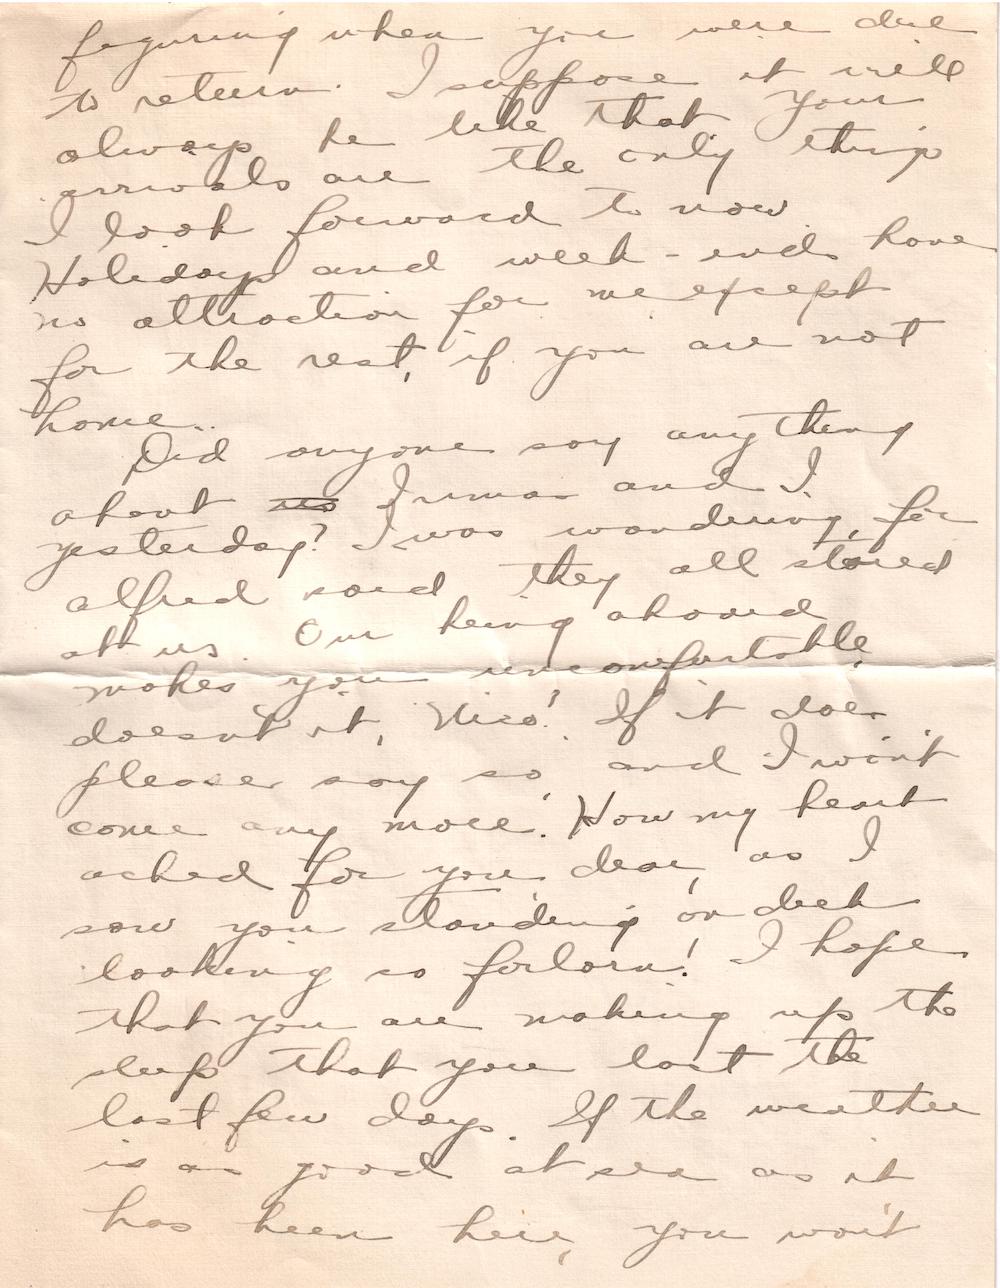 figuring when you were due
to return. I suppose it will
always be like that your
arrivals are the only things
I look forward to now.
Holidays and week-ends have
no attraction for me except
for the rest, if you are not
home.
Did anyone say anything
about Irma and I
yesterday? I was wondering, for
Alfred said they all stared
at us. Our being aboard
makes you uncomfortable,
doesn't it, Nico? If it does
please say so, and I won't
come any more. How my heart
ached for you dear, as I
saw you standing on deck
looking so forlorn! I hope
that you are making up the
sleep that you lost the
last few days. If the weather
is as good at sea as it
has been here, you won't